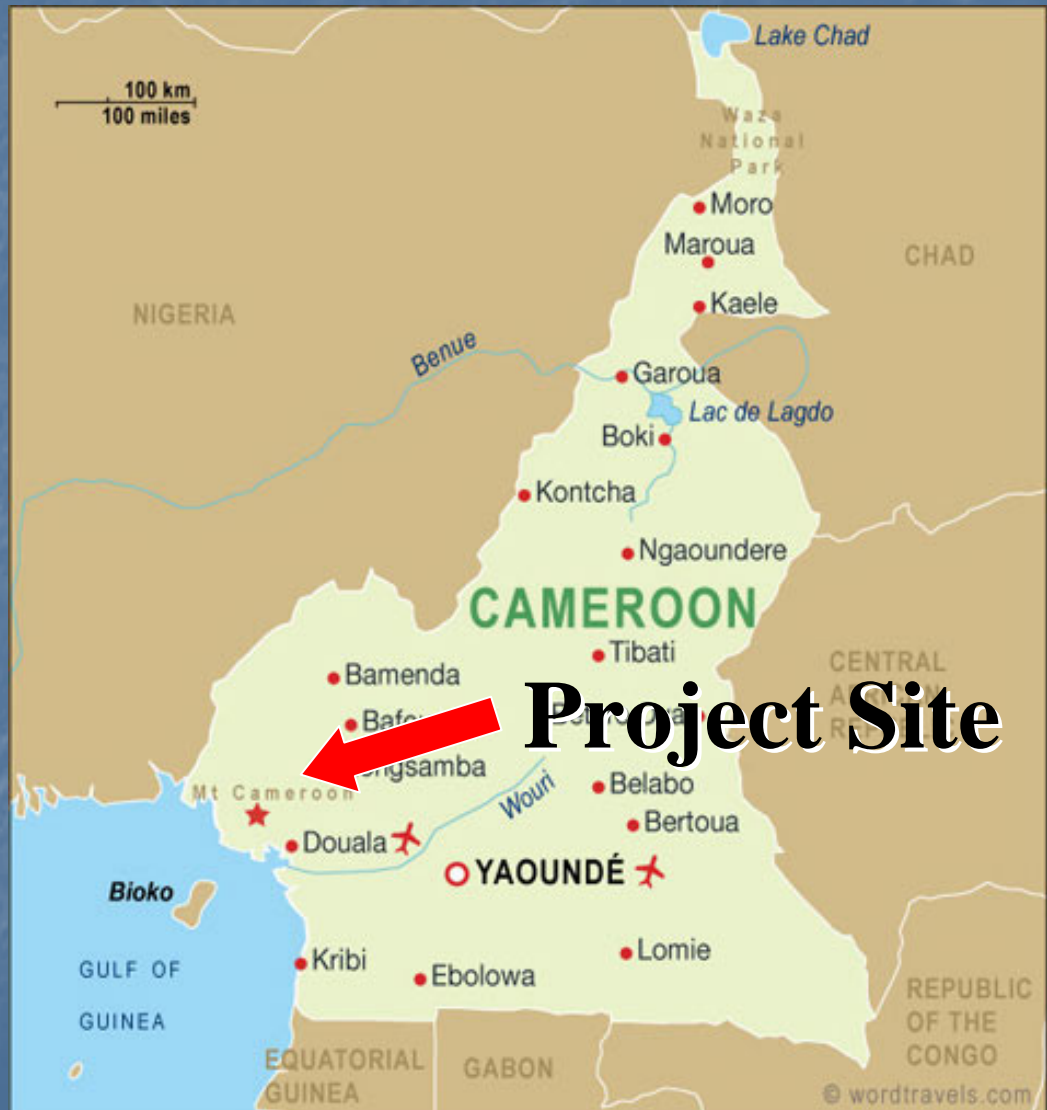 Lake Chad
100 km
100 miles
Waza
National
Park
Moro
Maroua
CHAD
Kaele
NIGERIA
Benue
Garoua
Lac de Lagdo
Boki
Kontcha
Ngaoundere
CAMEROON
Tibati
CENTRAL
AFRICAN
REPUBLIC
Bamenda
Project Site
Mt Cameroon
Belabo
Wouri
Bertoua
Douala
YAOUNDÉ
Bioko
Lomie
Kribi
Ebolowa
GULF OF
GUINEA
REPUBLIC
OF THE
CONGO
EQUATORIAL
GUINEA
GABON
© wordtravels.com